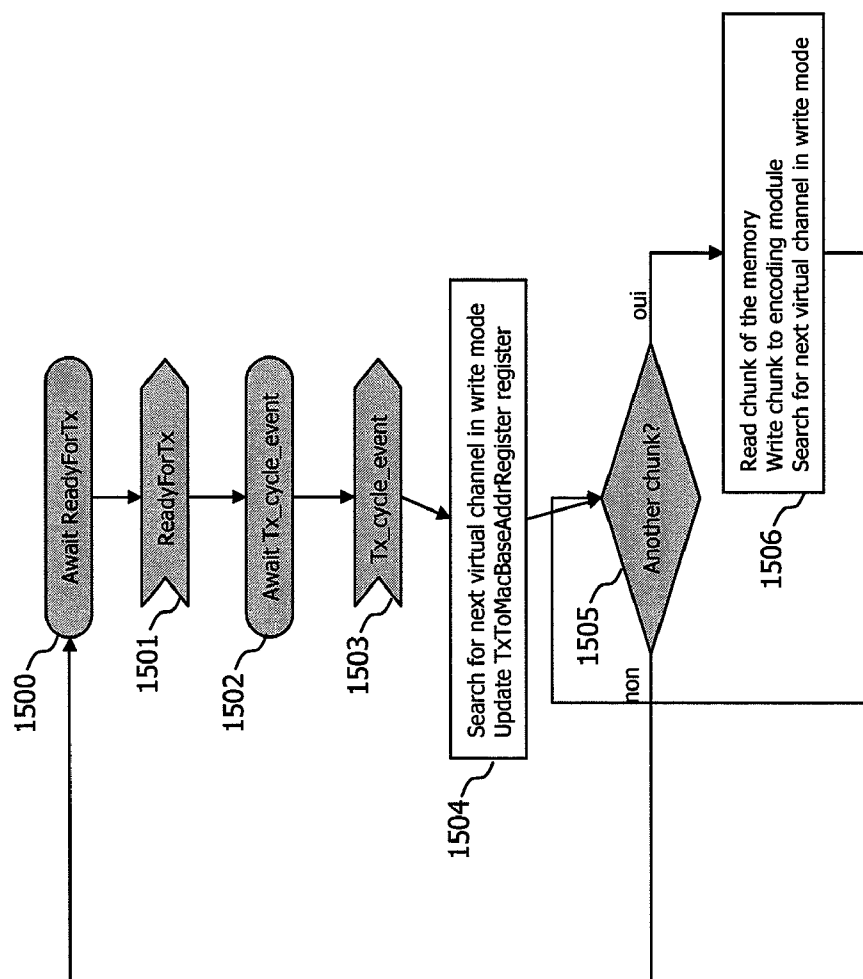 1500
Await ReadyForTx
1501
ReadyForTx
1502
Await Tx_cycle_event
1503
Tx_cycle_event
1504
Search for next virtual channel in write mode
Update TxToMacBaseAddrRegister register
1505
Another chunk?
non
oui
1506
Read chunk of the memory
Write chunk to encoding module
Search for next virtual channel in write mode